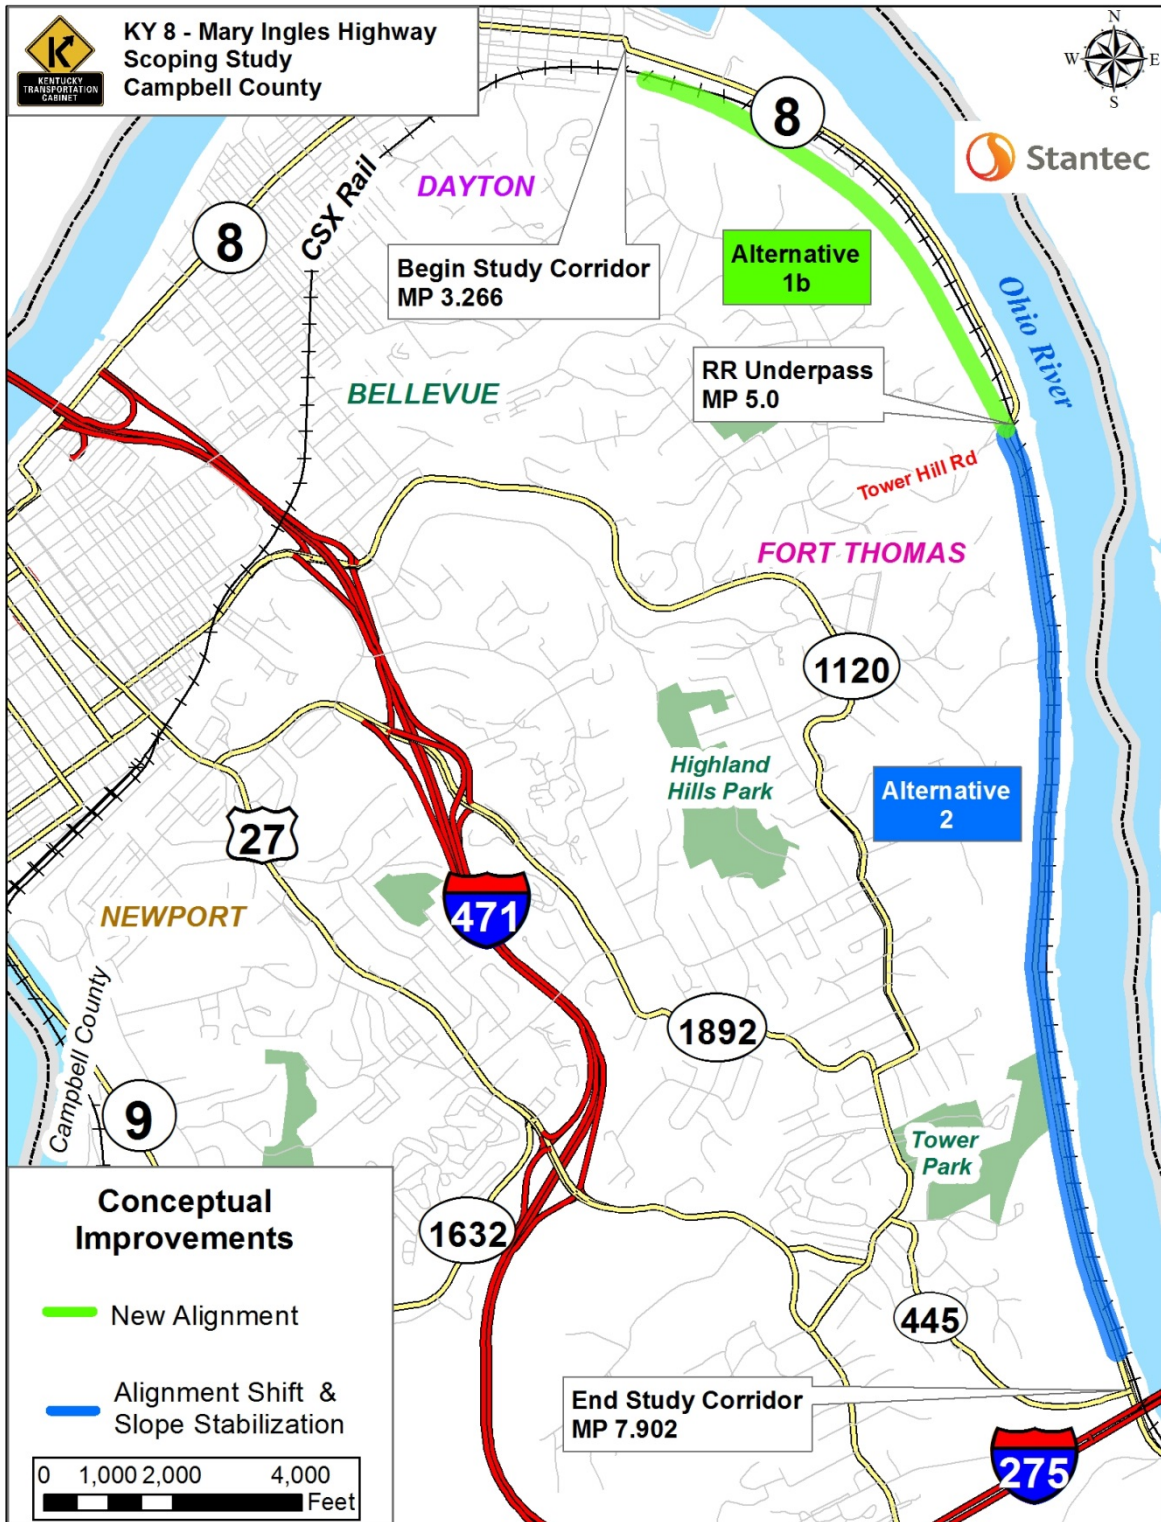 KY 8 - Mary Ingles Highway
Scoping Study
Campbell County
KENTUCKY
TRANSPORTATION
CABINET
N
W E
S
8
Stantec
CSX Rail
DAYTON
8
Begin Study Corridor
MP 3.266
Alternative
1b
Ohio River
RR Underpass
MP 5.0
BELLEVUE
Tower Hill Rd
FORT THOMAS
1120
Highland
Hills Park
Alternative
2
27
471
NEWPORT
1892
Campbell County
9
Tower
Park
1632
445
End Study Corridor
MP 7.902
275
Conceptual
Improvements
New Alignment
Alignment Shift &
Slope Stabilization
0 1,000 2,000 4,000
Feet